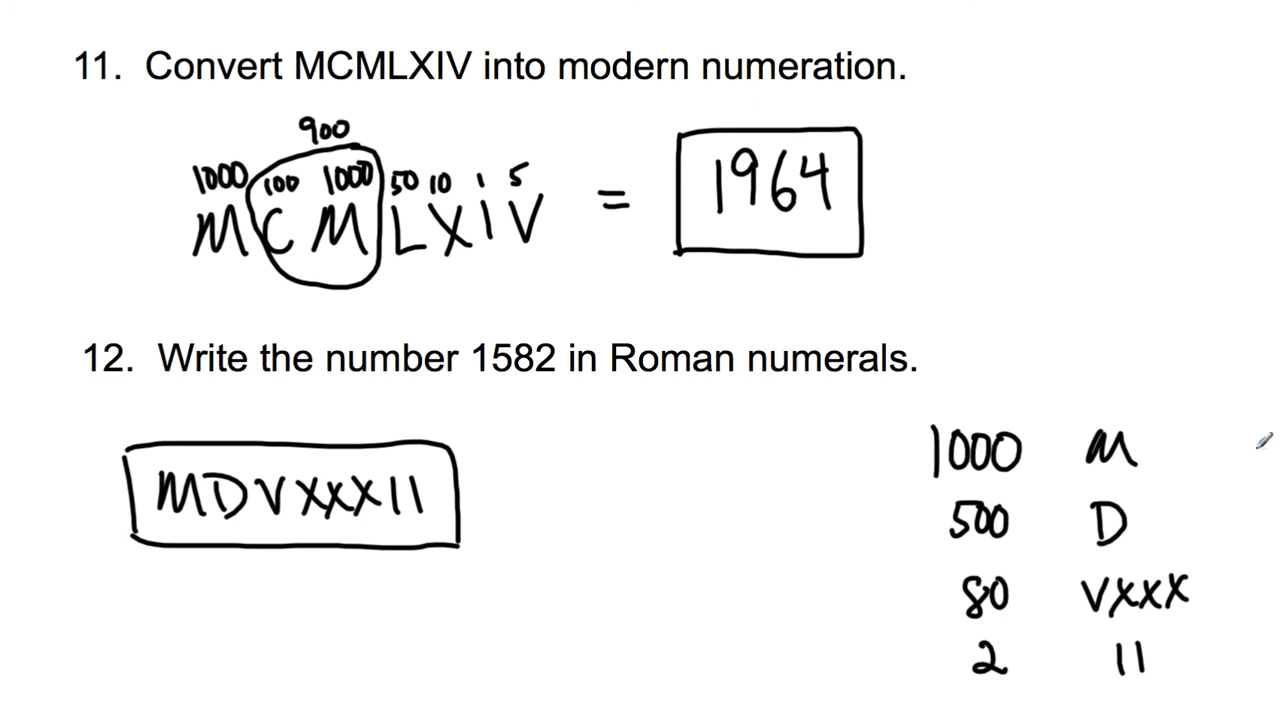 11. Convert MCMLXIV into modern numeration.
900
1000 100 1000 50 10 1 5
MCMLXIV = 1964
12. Write the number 1582 in Roman numerals.
MDVXXXII
1000 M
500 D
80 VXXX
2 II